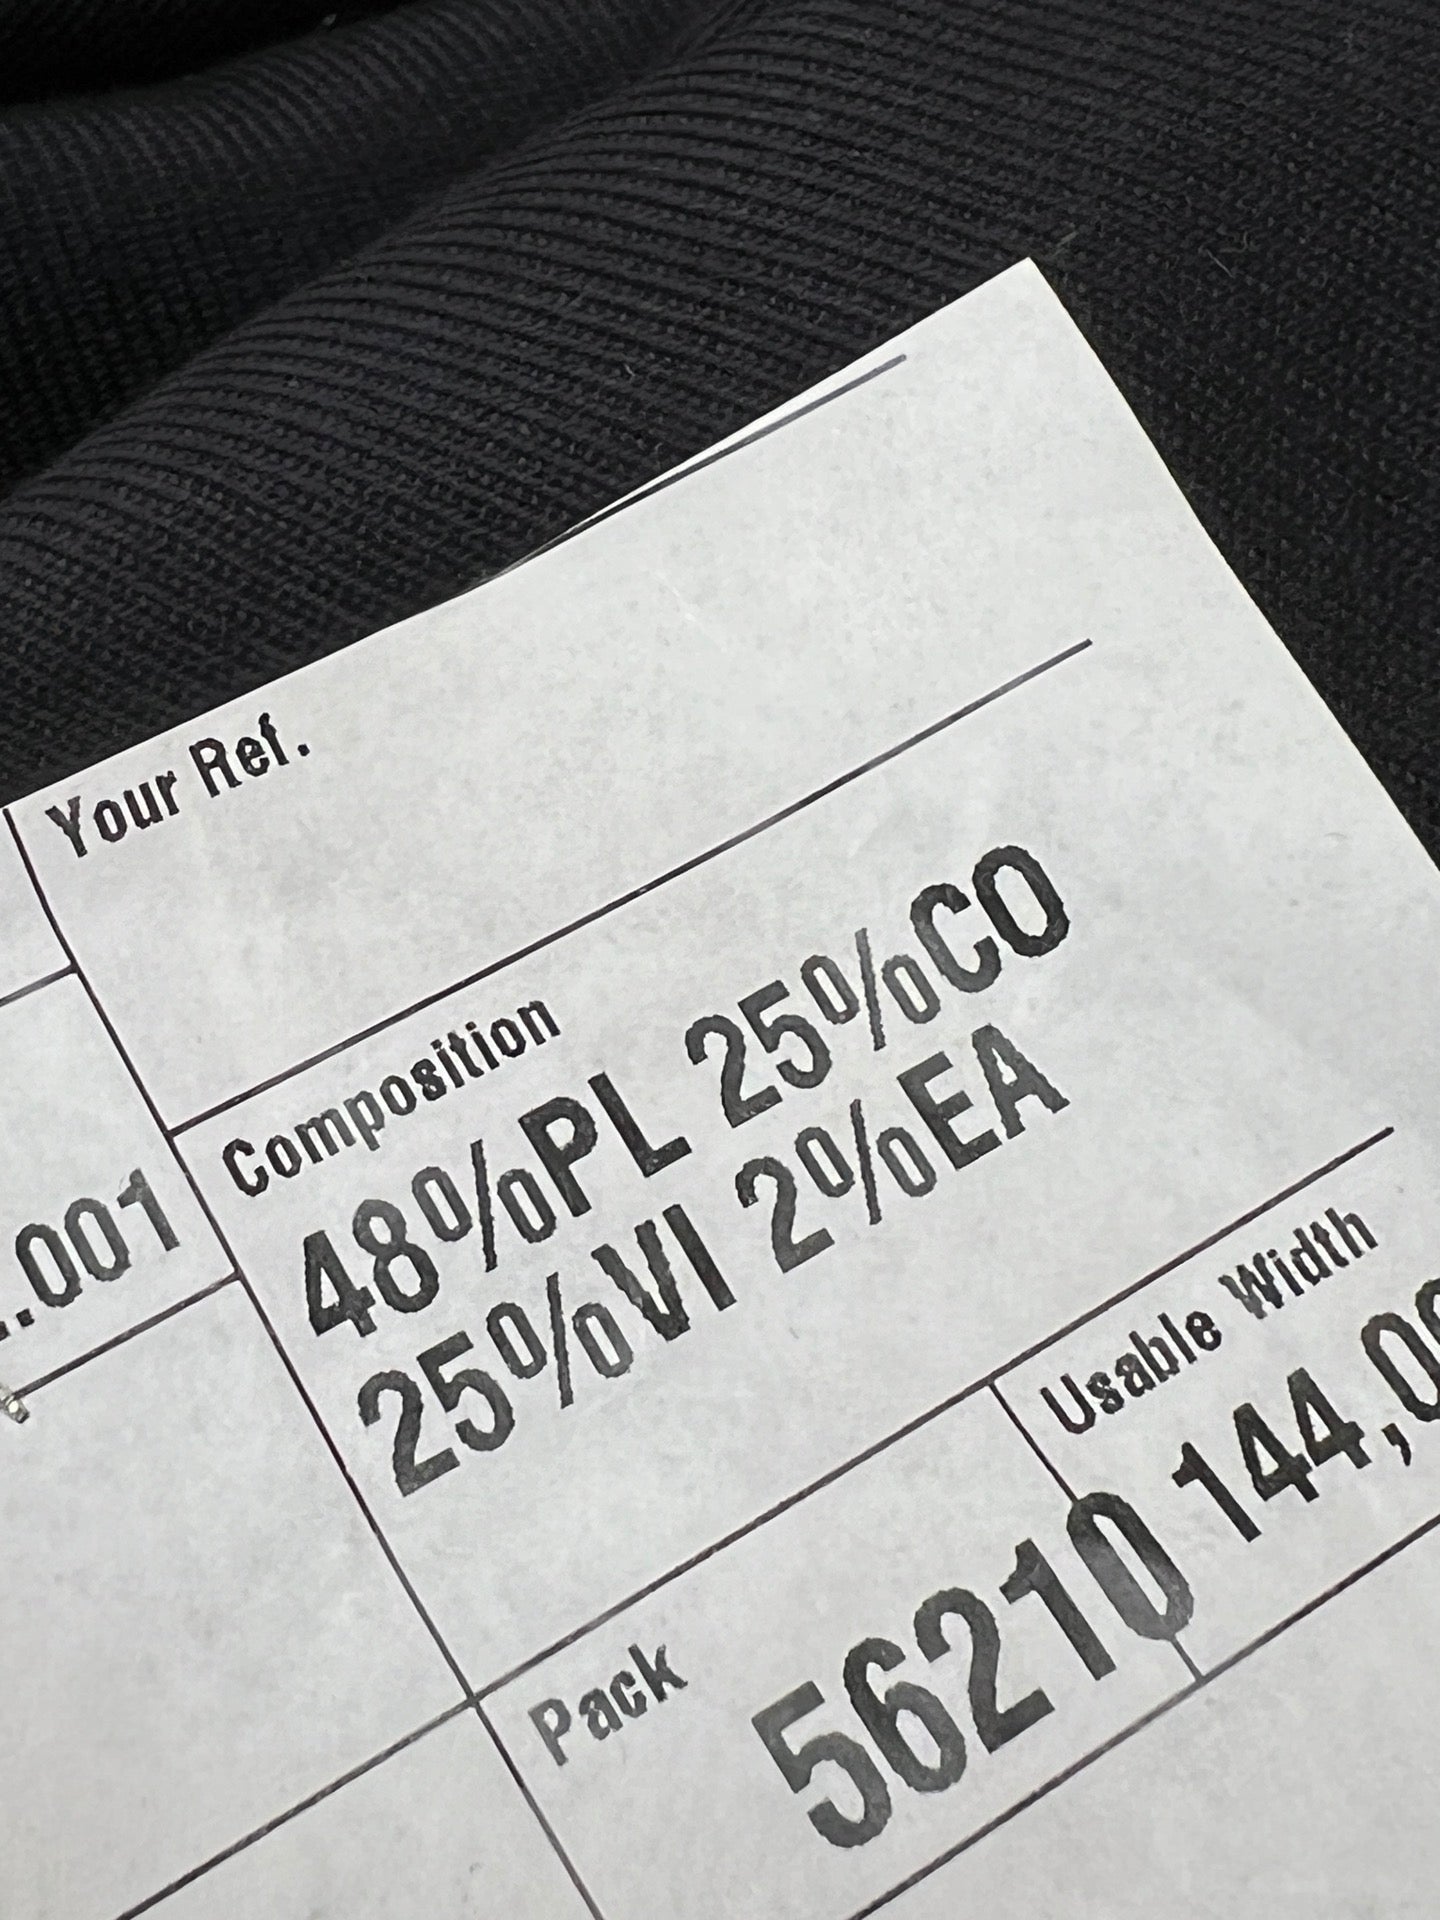 Your Ref.
Composition
..001
48%PL 25%CO
25%VI 2%EA
Usable Width
144,0
Pack
56210